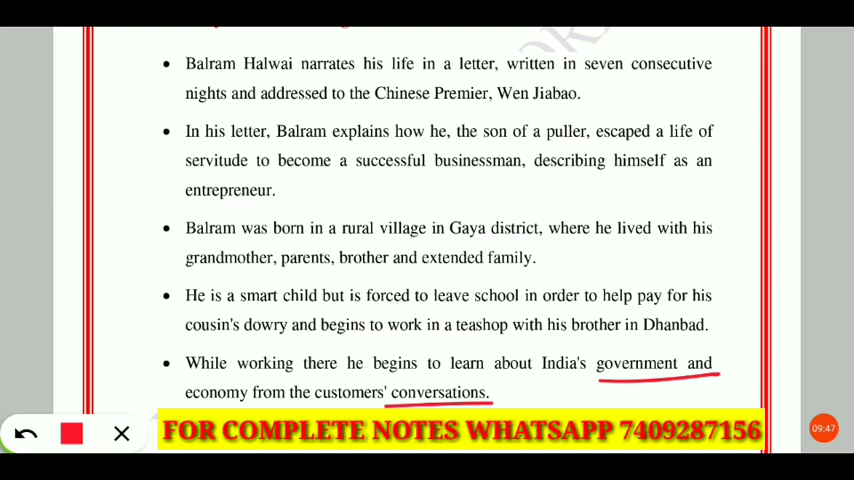 • Balram Halwai narrates his life in a letter, written in seven consecutive
nights and addressed to the Chinese Premier, Wen Jiabao.
• In his letter, Balram explains how he, the son of a puller, escaped a life of
servitude to become a successful businessman, describing himself as an
entrepreneur.
• Balram was born in a rural village in Gaya district, where he lived with his
grandmother, parents, brother and extended family.
• He is a smart child but is forced to leave school in order to help pay for his
cousin's dowry and begins to work in a teashop with his brother in Dhanbad.
• While working there he begins to learn about India's government and
economy from the customers' conversations.
FOR COMPLETE NOTES WHATSAPP 7409287156
09:47